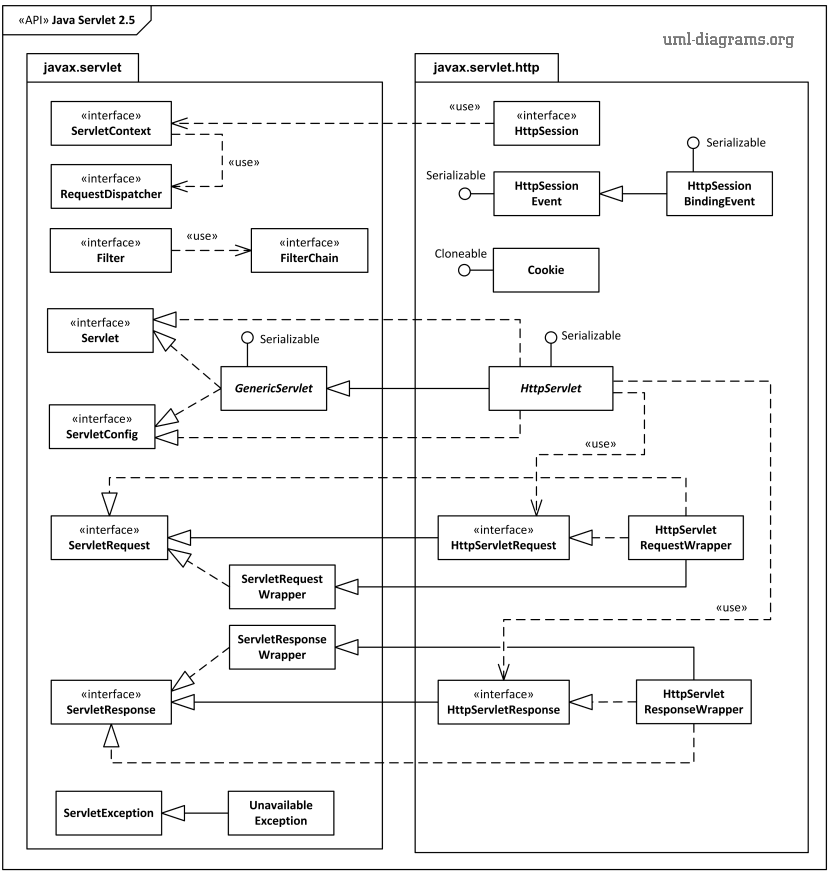 «API» Java Servlet 2.5
uml-diagrams.org
javax.servlet
javax.servlet.http
«interface»
ServletContext
«use»
«interface»
HttpSession
«use»
«interface»
RequestDispatcher
Serializable
Serializable
HttpSession
Event
HttpSession
BindingEvent
«interface»
Filter
«use»
«interface»
FilterChain
Cloneable
Cookie
«interface»
Servlet
Serializable
GenericServlet
Serializable
HttpServlet
«interface»
ServletConfig
«use»
«interface»
ServletRequest
«interface»
HttpServletRequest
HttpServlet
RequestWrapper
ServletRequest
Wrapper
«use»
ServletResponse
Wrapper
«interface»
ServletResponse
«interface»
HttpServletResponse
HttpServlet
ResponseWrapper
ServletException
Unavailable
Exception